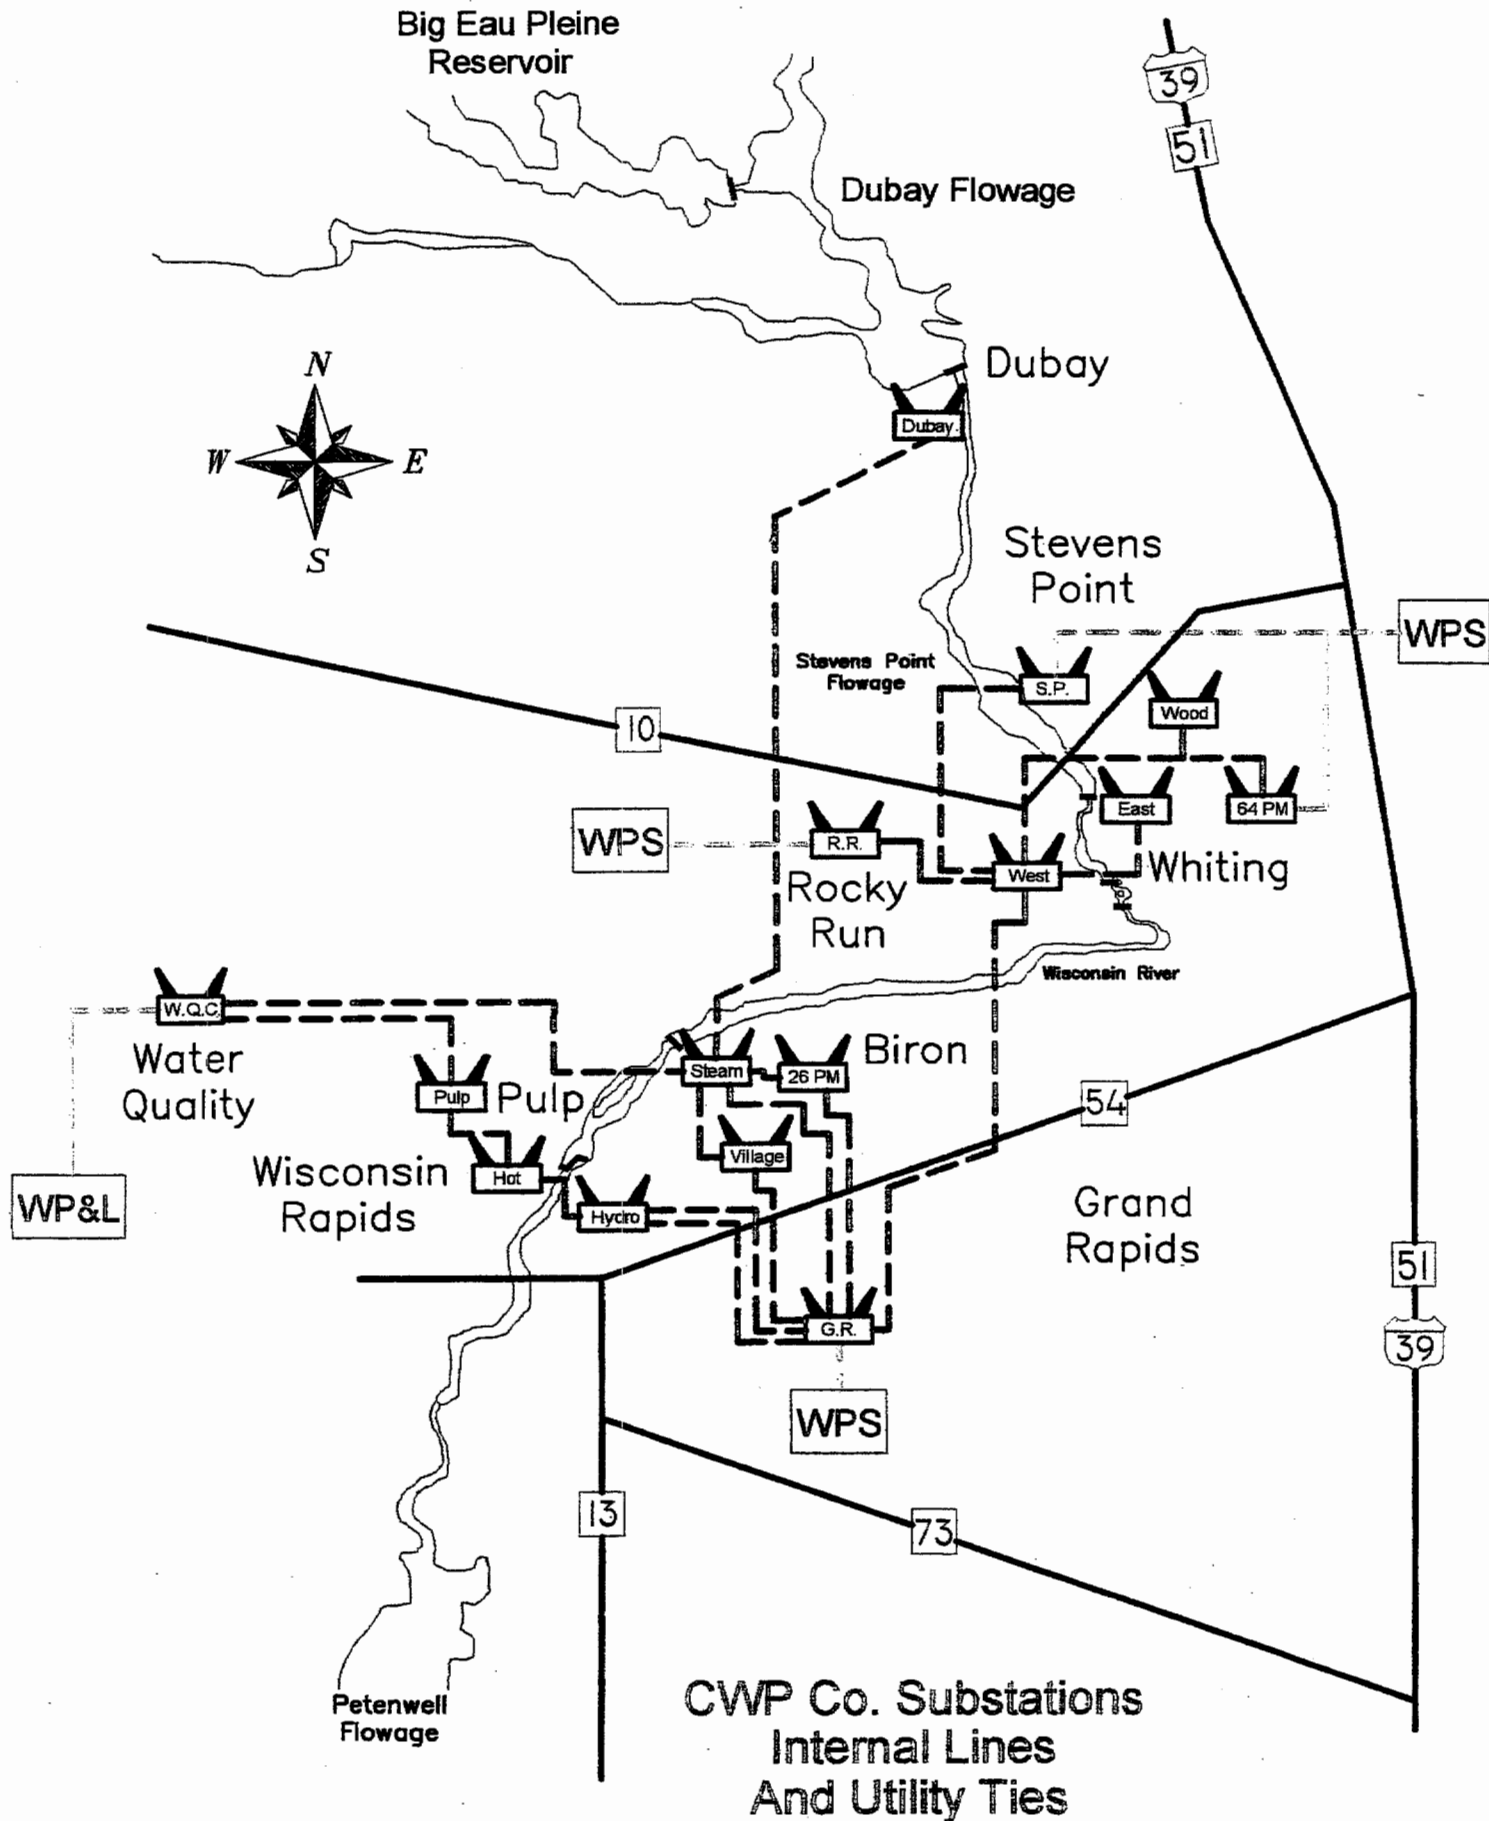 Big Eau Pleine
Reservoir
39
51
Dubay Flowage
Dubay
N
W E
S
Dubay
Stevens
Point
WPS
Stevens Point
Flowage
S.P.
Wood
10
East
64 PM
WPS
R.R.
West
Whiting
Rocky
Run
Wisconsin River
W.Q.C.
Water
Quality
Pulp
Pulp
Steam
26 PM
Biron
54
Village
Hot
Wisconsin
Rapids
Hydro
WP&L
Grand
Rapids
51
39
G.R.
WPS
13
73
Petenwell
Flowage
CWP Co. Substations
Internal Lines
And Utility Ties